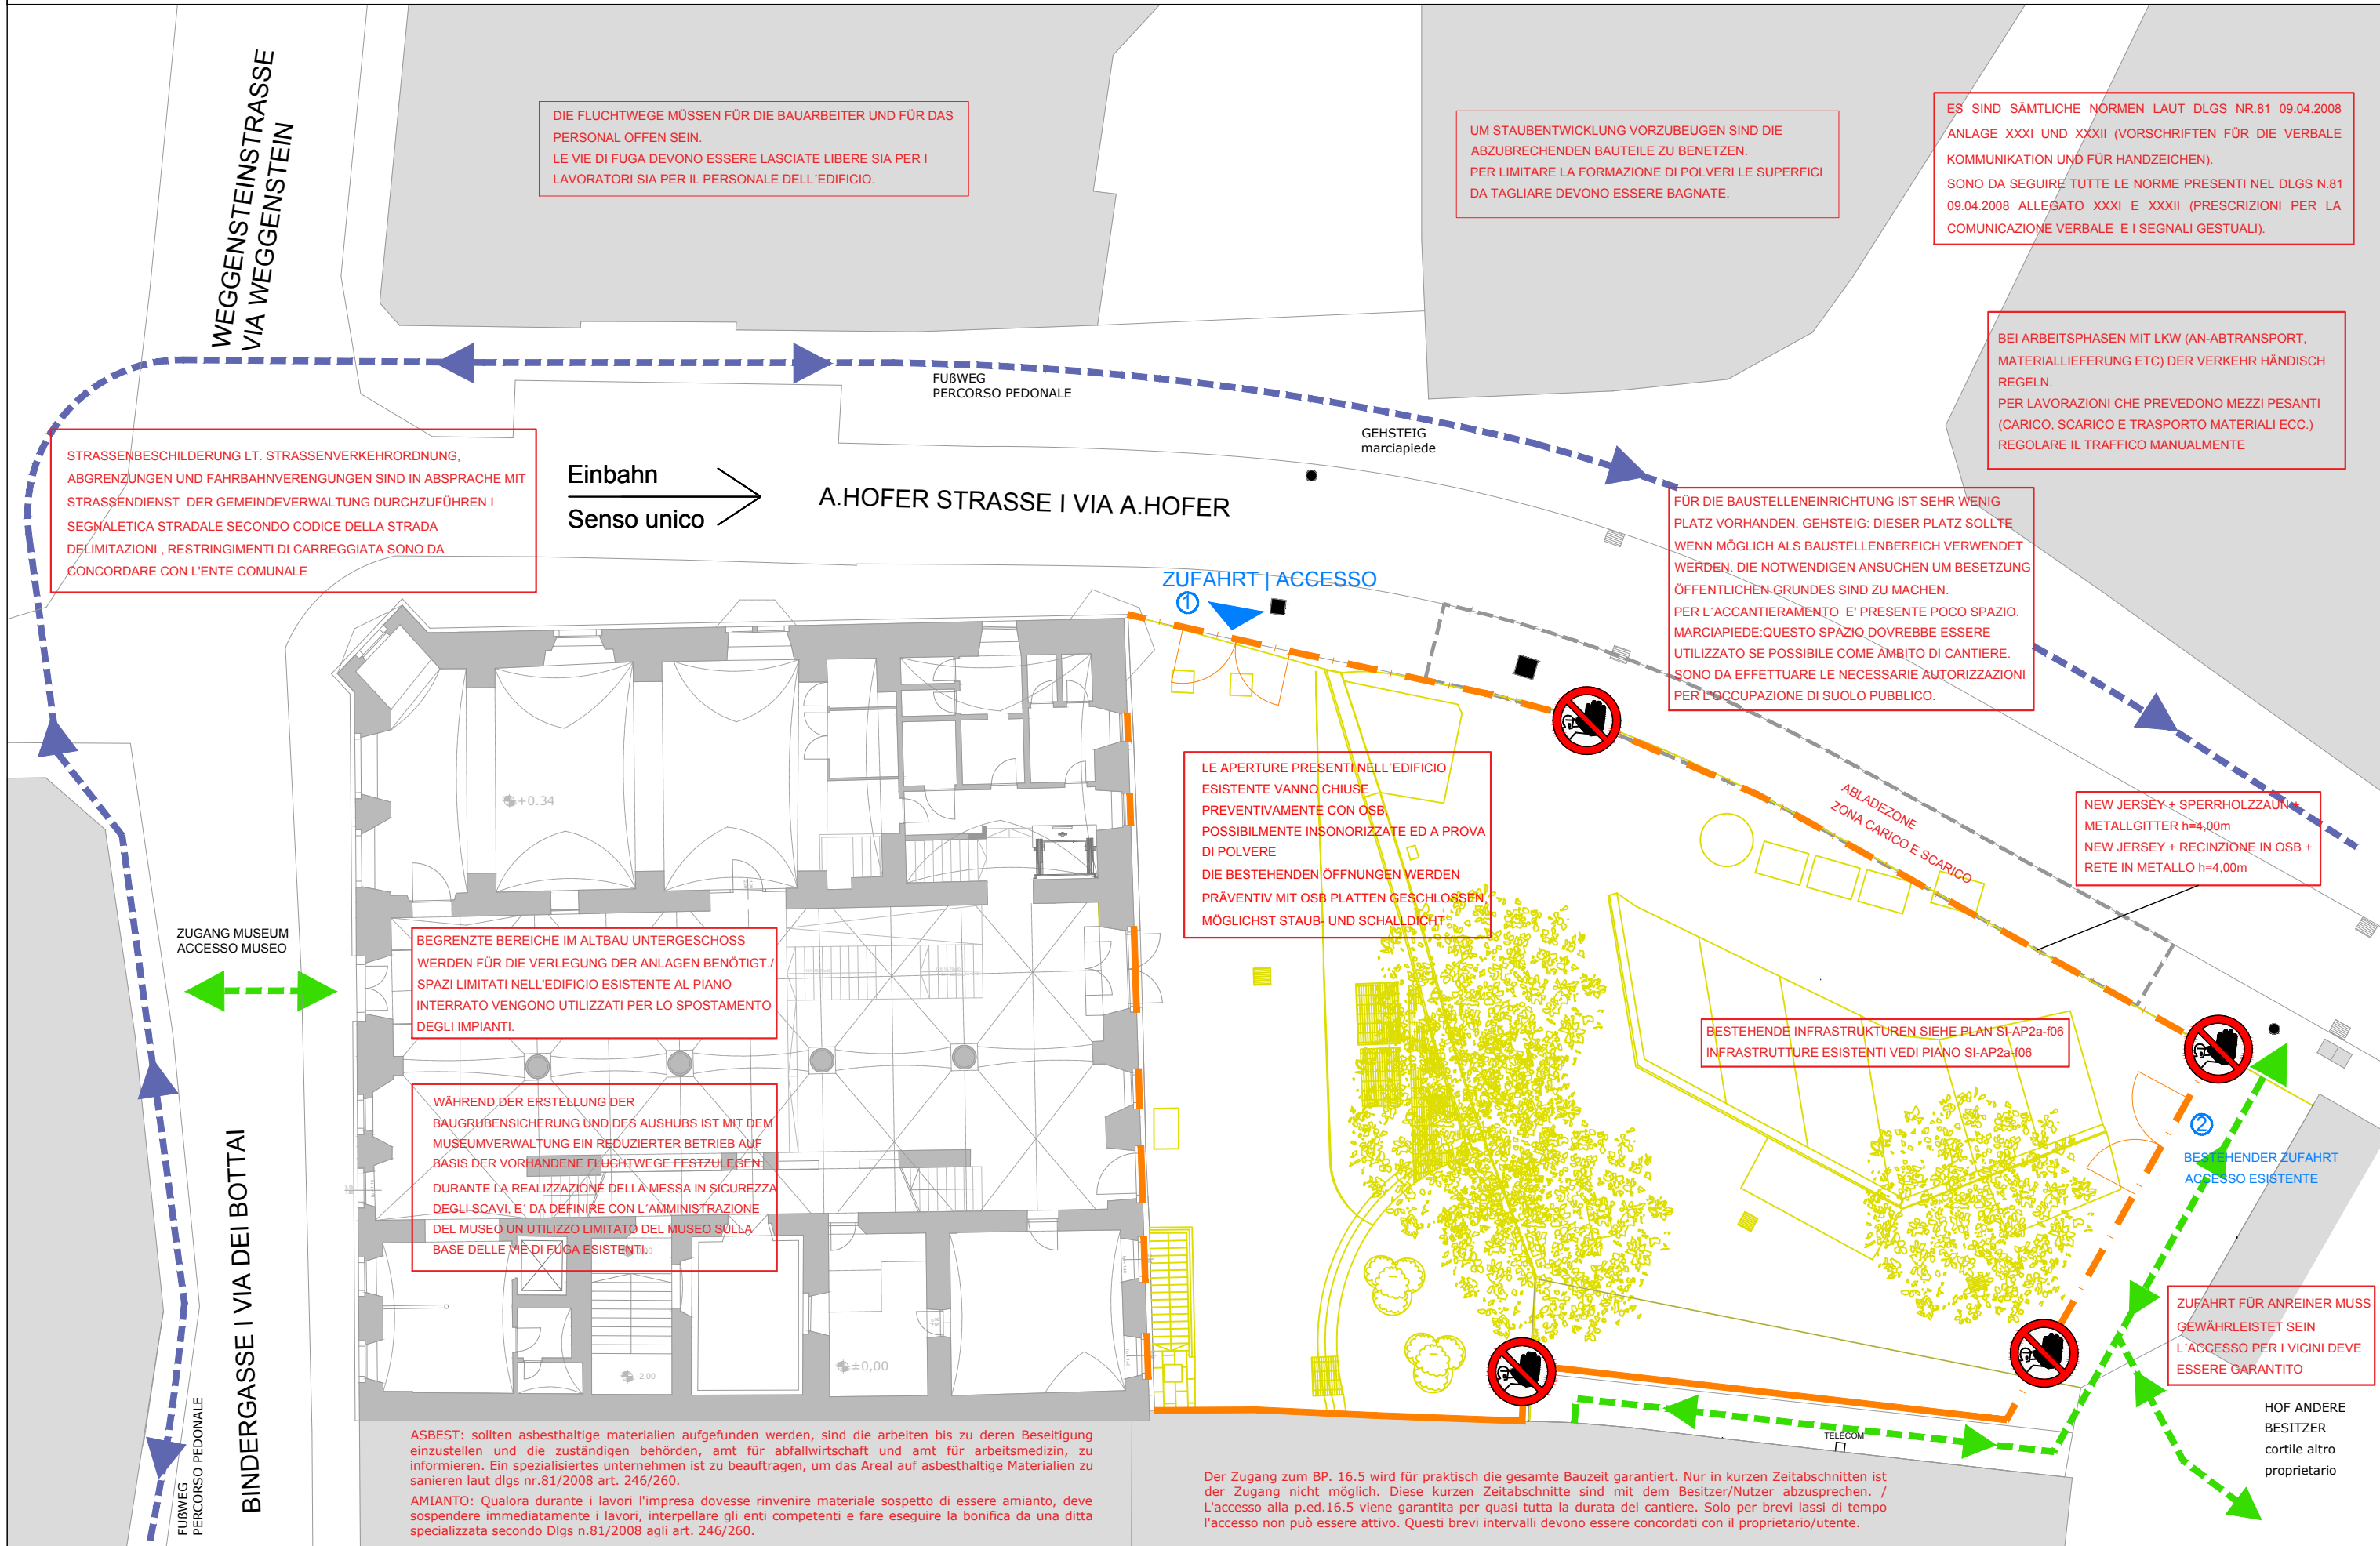 WEGGENSTEINSTRASSE
VIA WEGGENSTEIN
DIE FLUCHTWEGE MÜSSEN FÜR DIE BAUARBEITER UND FÜR DAS
PERSONAL OFFEN SEIN.
LE VIE DI FUGA DEVONO ESSERE LASCIATE LIBERE SIA PER I
LAVORATORI SIA PER IL PERSONALE DELL´EDIFICIO.
UM STAUBENTWICKLUNG VORZUBEUGEN SIND DIE
ABZUBRECHENDEN BAUTEILE ZU BENETZEN.
PER LIMITARE LA FORMAZIONE DI POLVERI LE SUPERFICI
DA TAGLIARE DEVONO ESSERE BAGNATE.
ES SIND SÄMTLICHE NORMEN LAUT DLGS NR.81 09.04.2008
ANLAGE XXXI UND XXXII (VORSCHRIFTEN FÜR DIE VERBALE
KOMMUNIKATION UND FÜR HANDZEICHEN).
SONO DA SEGUIRE TUTTE LE NORME PRESENTI NEL DLGS N.81
09.04.2008 ALLEGATO XXXI E XXXII (PRESCRIZIONI PER LA
COMUNICAZIONE VERBALE E I SEGNALI GESTUALI).
BEI ARBEITSPHASEN MIT LKW (AN-ABTRANSPORT,
MATERIALLIEFERUNG ETC) DER VERKEHR HÄNDISCH
REGELN.
PER LAVORAZIONI CHE PREVEDONO MEZZI PESANTI
(CARICO, SCARICO E TRASPORTO MATERIALI ECC.)
REGOLARE IL TRAFFICO MANUALMENTE
FUßWEG
PERCORSO PEDONALE
GEHSTEIG
marciapiede
STRASSENBESCHILDERUNG LT. STRASSENVERKEHRORDNUNG,
ABGRENZUNGEN UND FAHRBAHNVERENGUNGEN SIND IN ABSPRACHE MIT
STRASSENDIENST DER GEMEINDEVERWALTUNG DURCHZUFÜHREN I
SEGNALETICA STRADALE SECONDO CODICE DELLA STRADA
DELIMITAZIONI , RESTRINGIMENTI DI CARREGGIATA SONO DA
CONCORDARE CON L'ENTE COMUNALE
Einbahn
Senso unico
A.HOFER STRASSE I VIA A.HOFER
FÜR DIE BAUSTELLENEINRICHTUNG IST SEHR WENIG
PLATZ VORHANDEN. GEHSTEIG: DIESER PLATZ SOLLTE
WENN MÖGLICH ALS BAUSTELLENBEREICH VERWENDET
WERDEN. DIE NOTWENDIGEN ANSUCHEN UM BESETZUNG
ÖFFENTLICHEN GRUNDES SIND ZU MACHEN.
PER L´ACCANTIERAMENTO E' PRESENTE POCO SPAZIO.
MARCIAPIEDE:QUESTO SPAZIO DOVREBBE ESSERE
UTILIZZATO SE POSSIBILE COME AMBITO DI CANTIERE.
SONO DA EFFETTUARE LE NECESSARIE AUTORIZZAZIONI
PER L'OCCUPAZIONE DI SUOLO PUBBLICO.
ZUFAHRT | ACCESSO
1
LE APERTURE PRESENTI NELL´EDIFICIO
ESISTENTE VANNO CHIUSE
PREVENTIVAMENTE CON OSB,
POSSIBILMENTE INSONORIZZATE ED A PROVA
DI POLVERE
DIE BESTEHENDEN ÖFFNUNGEN WERDEN
PRÄVENTIV MIT OSB PLATTEN GESCHLOSSEN,
MÖGLICHST STAUB- UND SCHALLDICHT
ABLADEZONE
ZONA CARICO E SCARICO
NEW JERSEY + SPERRHOLZZAUN +
METALLGITTER h=4,00m
NEW JERSEY + RECINZIONE IN OSB +
RETE IN METALLO h=4,00m
+0.34
ZUGANG MUSEUM
ACCESSO MUSEO
BEGRENZTE BEREICHE IM ALTBAU UNTERGESCHOSS
WERDEN FÜR DIE VERLEGUNG DER ANLAGEN BENÖTIGT./
SPAZI LIMITATI NELL'EDIFICIO ESISTENTE AL PIANO
INTERRATO VENGONO UTILIZZATI PER LO SPOSTAMENTO
DEGLI IMPIANTI.
BESTEHENDE INFRASTRUKTUREN SIEHE PLAN SI-AP2a-f06
INFRASTRUTTURE ESISTENTI VEDI PIANO SI-AP2a-f06
WÄHREND DER ERSTELLUNG DER
BAUGRUBENSICHERUNG UND DES AUSHUBS IST MIT DEM
MUSEUMVERWALTUNG EIN REDUZIERTER BETRIEB AUF
BASIS DER VORHANDENE FLUCHTWEGE FESTZULEGEN.
DURANTE LA REALIZZAZIONE DELLA MESSA IN SICUREZZA
DEGLI SCAVI, E´ DA DEFINIRE CON L´AMMINISTRAZIONE
DEL MUSEO UN UTILIZZO LIMITATO DEL MUSEO SULLA
BASE DELLE VIE DI FUGA ESISTENTI.
2
BESTEHENDER ZUFAHRT
ACCESSO ESISTENTE
BINDERGASSE I VIA DEI BOTTAI
FUßWEG
PERCORSO PEDONALE
-2,00
±0,00
ZUFAHRT FÜR ANREINER MUSS
GEWÄHRLEISTET SEIN
L´ACCESSO PER I VICINI DEVE
ESSERE GARANTITO
HOF ANDERE
BESITZER
cortile altro
proprietario
TELECOM
ASBEST: sollten asbesthaltige materialien aufgefunden werden, sind die arbeiten bis zu deren Beseitigung
einzustellen und die zuständigen behörden, amt für abfallwirtschaft und amt für arbeitsmedizin, zu
informieren. Ein spezialisiertes unternehmen ist zu beauftragen, um das Areal auf asbesthaltige Materialien zu
sanieren laut dlgs nr.81/2008 art. 246/260.
AMIANTO: Qualora durante i lavori l'impresa dovesse rinvenire materiale sospetto di essere amianto, deve
sospendere immediatamente i lavori, interpellare gli enti competenti e fare eseguire la bonifica da una ditta
specializzata secondo Dlgs n.81/2008 agli art. 246/260.
Der Zugang zum BP. 16.5 wird für praktisch die gesamte Bauzeit garantiert. Nur in kurzen Zeitabschnitten ist
der Zugang nicht möglich. Diese kurzen Zeitabschnitte sind mit dem Besitzer/Nutzer abzusprechen. /
L'accesso alla p.ed.16.5 viene garantita per quasi tutta la durata del cantiere. Solo per brevi lassi di tempo
l'accesso non può essere attivo. Questi brevi intervalli devono essere concordati con il proprietario/utente.